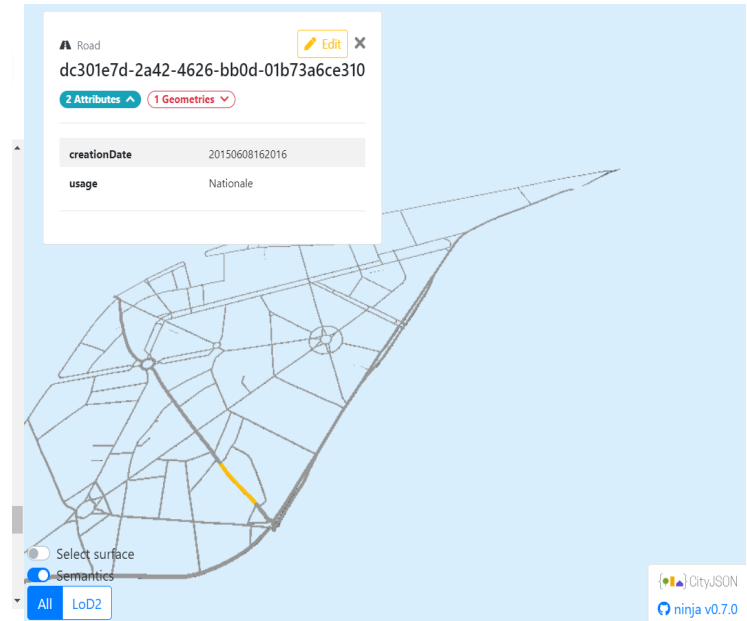 Road
Edit
dc301e7d-2a42-4626-bb0d-01b73a6ce310
2 Attributes
1 Geometries
creationDate 20150608162016
usage Nationale
Select surface
Semantics
All LoD2
{} CityJSON
ninja v0.7.0